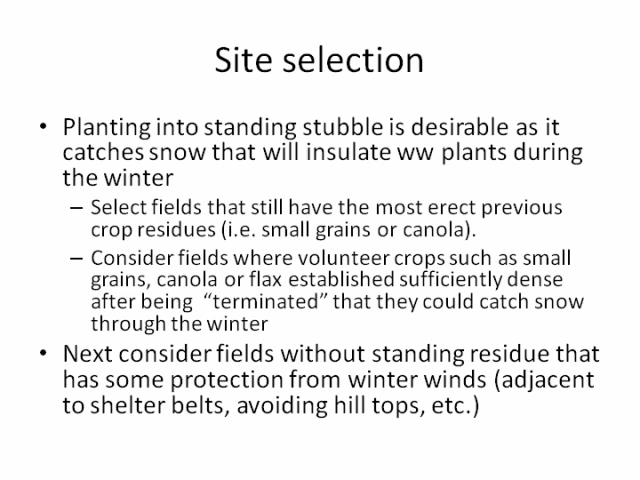 Site selection
• Planting into standing stubble is desirable as it
catches snow that will insulate ww plants during
the winter
– Select fields that still have the most erect previous
crop residues (i.e. small grains or canola).
– Consider fields where volunteer crops such as small
grains, canola or flax established sufficiently dense
after being “terminated” that they could catch snow
through the winter
• Next consider fields without standing residue that
has some protection from winter winds (adjacent
to shelter belts, avoiding hill tops, etc.)